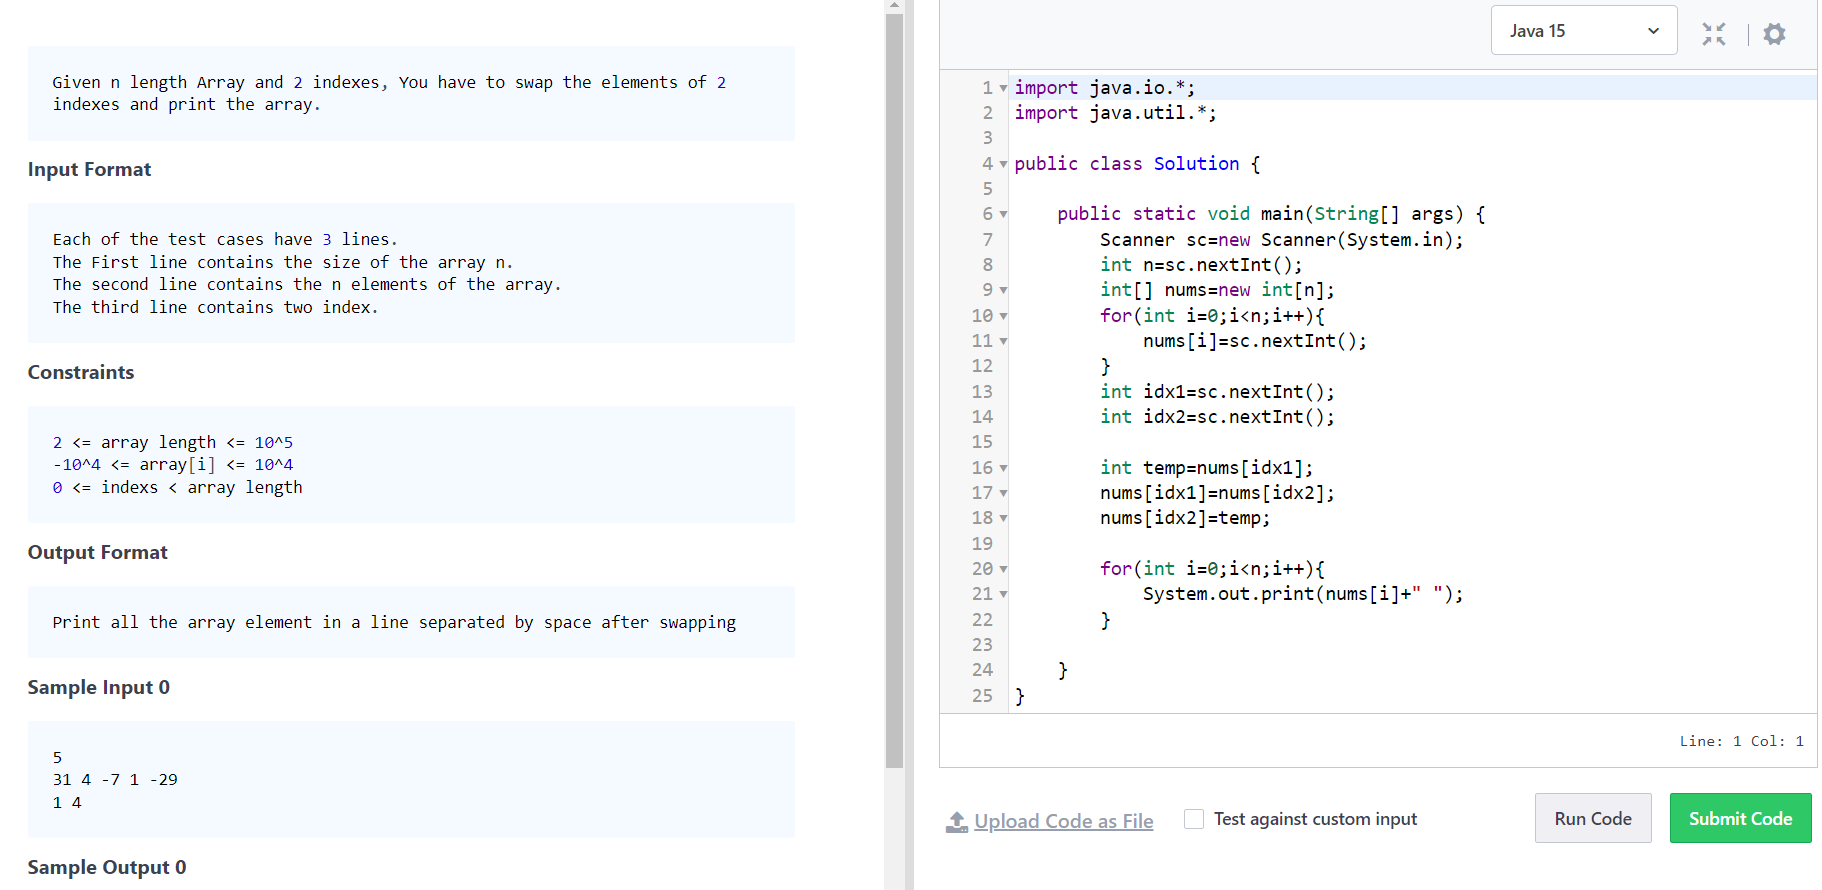 Given n length Array and 2 indexes, You have to swap the elements of 2
indexes and print the array.
Input Format
Each of the test cases have 3 lines.
The First line contains the size of the array n.
The second line contains the n elements of the array.
The third line contains two index.
Constraints
2 <= array length <= 10^5
-10^4 <= array[i] <= 10^4
0 <= indexs < array length
Output Format
Print all the array element in a line separated by space after swapping
Sample Input 0
5
31 4 -7 1 -29
1 4
Sample Output 0
Java 15
1 import java.io.*;
2 import java.util.*;
3
4 public class Solution {
5
6     public static void main(String[] args) {
7         Scanner sc=new Scanner(System.in);
8         int n=sc.nextInt();
9         int[] nums=new int[n];
10         for(int i=0;i<n;i++){
11             nums[i]=sc.nextInt();
12         }
13         int idx1=sc.nextInt();
14         int idx2=sc.nextInt();
15
16         int temp=nums[idx1];
17         nums[idx1]=nums[idx2];
18         nums[idx2]=temp;
19
20         for(int i=0;i<n;i++){
21             System.out.print(nums[i]+" ");
22         }
23
24     }
25 }
Line: 1 Col: 1
Upload Code as File
Test against custom input
Run Code
Submit Code